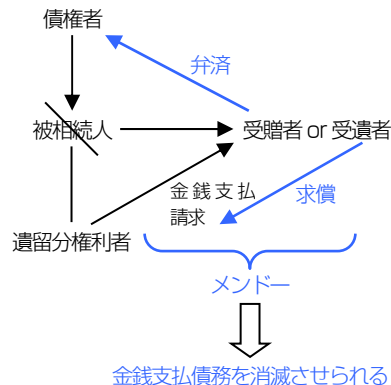 債権者
弁済
被相続人
受贈者 or 受遺者
金銭支払
請求
求償
遺留分権利者
メンドー
金銭支払債務を消滅させられる